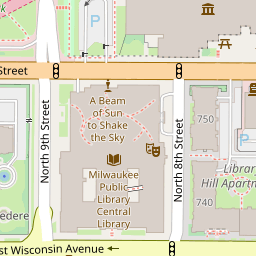 P
Street
A Beam
of Sun
to Shake
the Sky
North 9th Street
North 8th Street
750
P
Milwaukee
Public
Library
Central
Library
Library
Hill Apartm
740
vedere
st Wisconsin Avenue